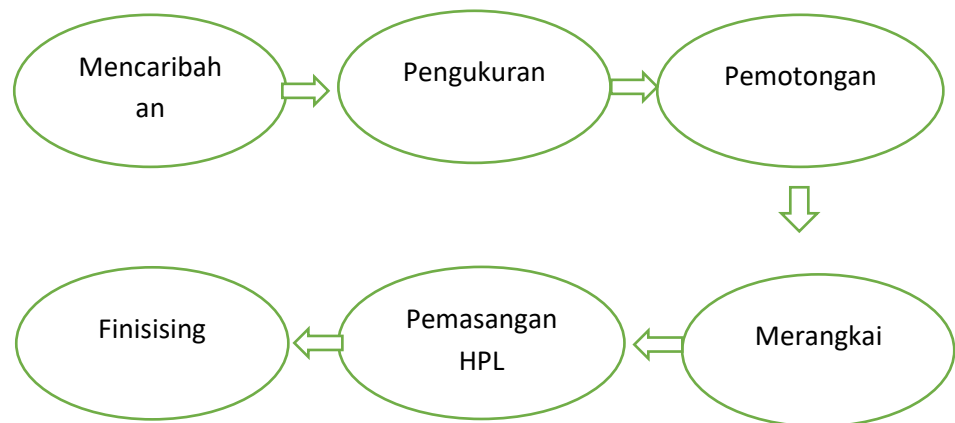 Mencaribah
an
Pengukuran
Pemotongan
Merangkai
Pemasangan
HPL
Finisising